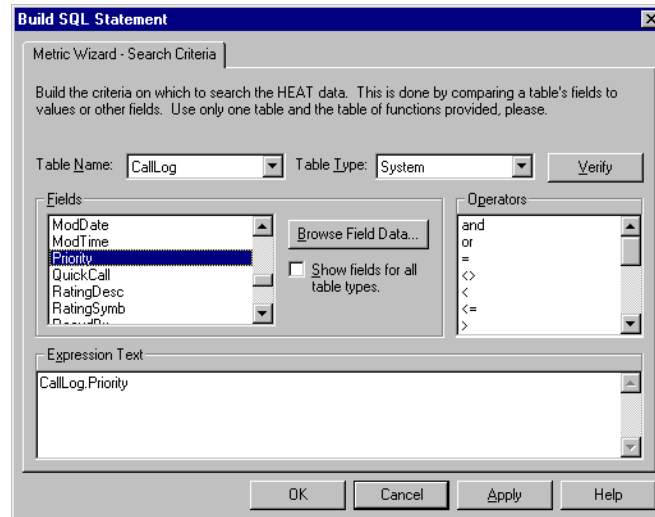 Build SQL Statement
Metric Wizard - Search Criteria
Build the criteria on which to search the HEAT data. This is done by comparing a table's fields to
values or other fields. Use only one table and the table of functions provided, please.
Table Name: CallLog Table Type: System Verify
Fields
ModDate
ModTime
Priority
QuickCall
RatingDesc
RatingSymb
Browse Field Data...
Show fields for all
table types.
Operators
and
or
=
<>
<
<=
>
Expression Text
CallLog.Priority
OK Cancel Apply Help